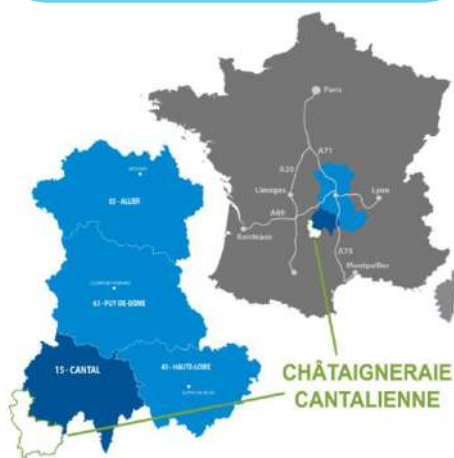 Paris
A71
A20
Limoges
Lyon
A89
Bordeaux
A75
Montpellier
03 - ALLIER
63 - PUY-DE-DÔME
15 - CANTAL
43 - HAUTE-LOIRE
CHÂTAIGNERAIE
CANTALIENNE